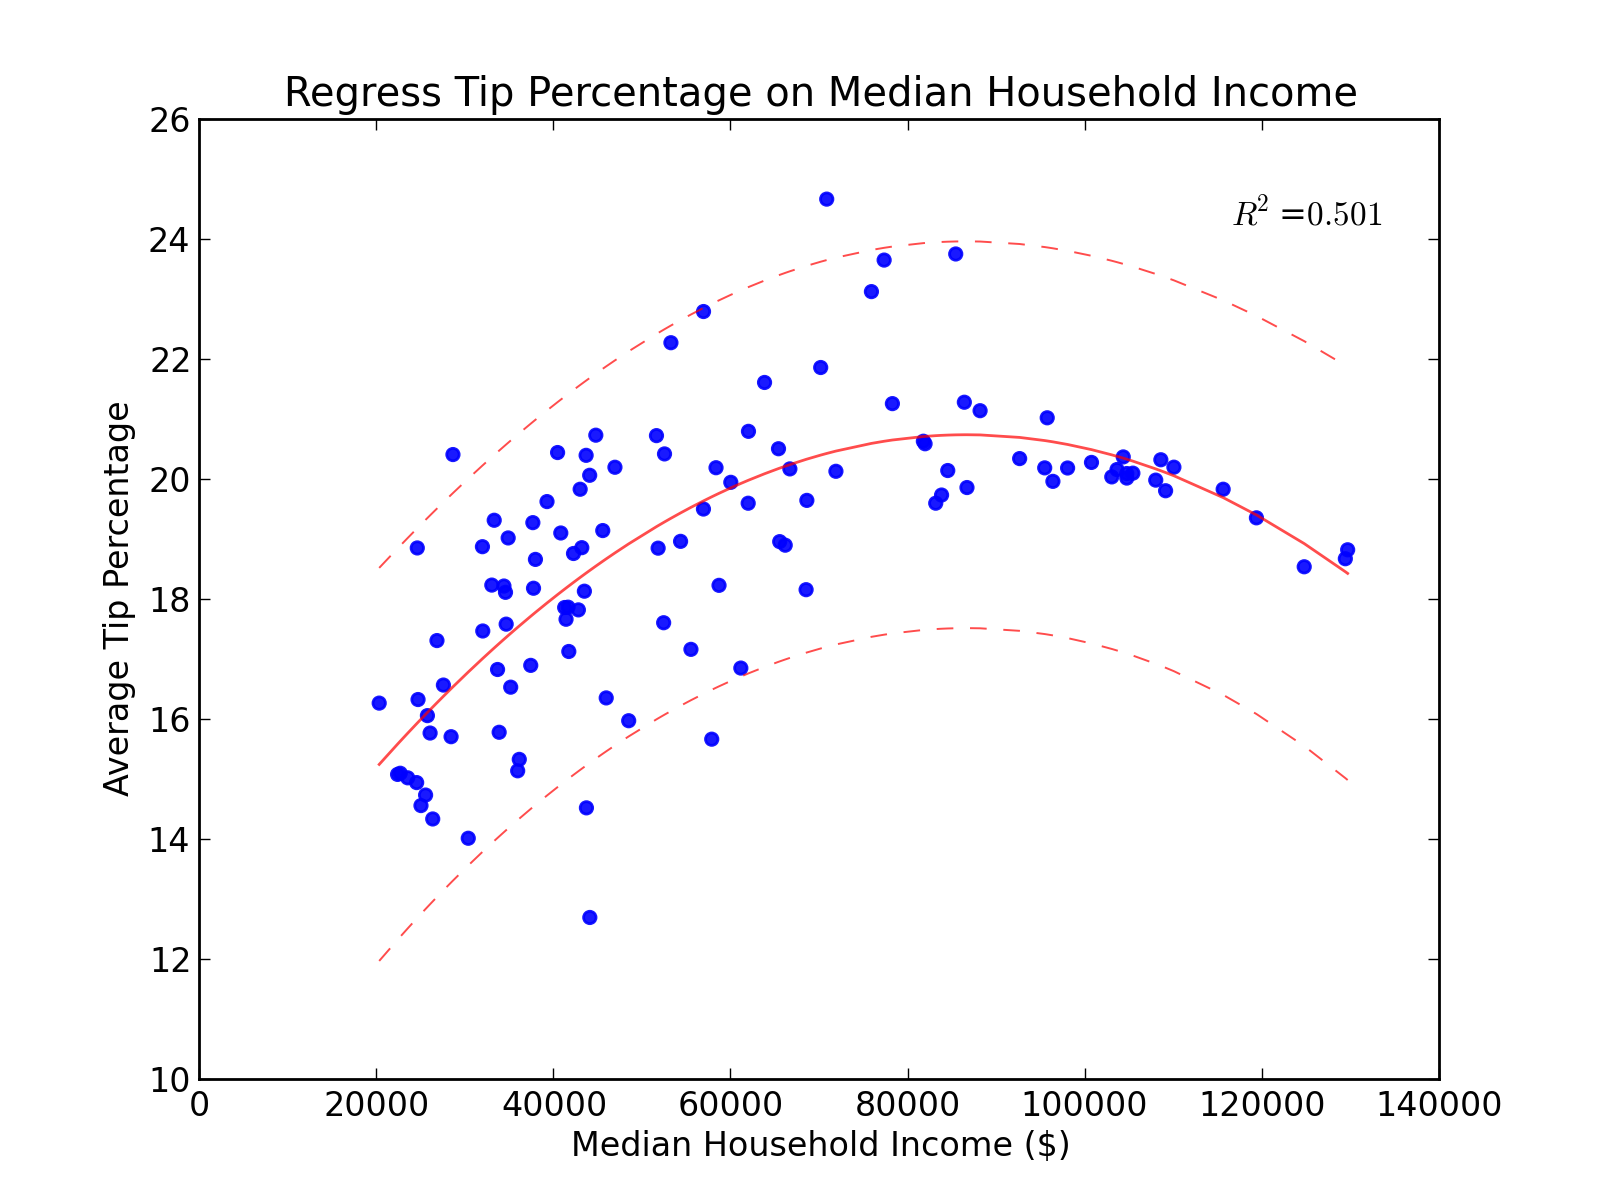 Regress Tip Percentage on Median Household Income
26
24
22
20
18
16
14
12
10
Average Tip Percentage
R² =0.501
0 20000 40000 60000 80000 100000 120000 140000
Median Household Income ($)